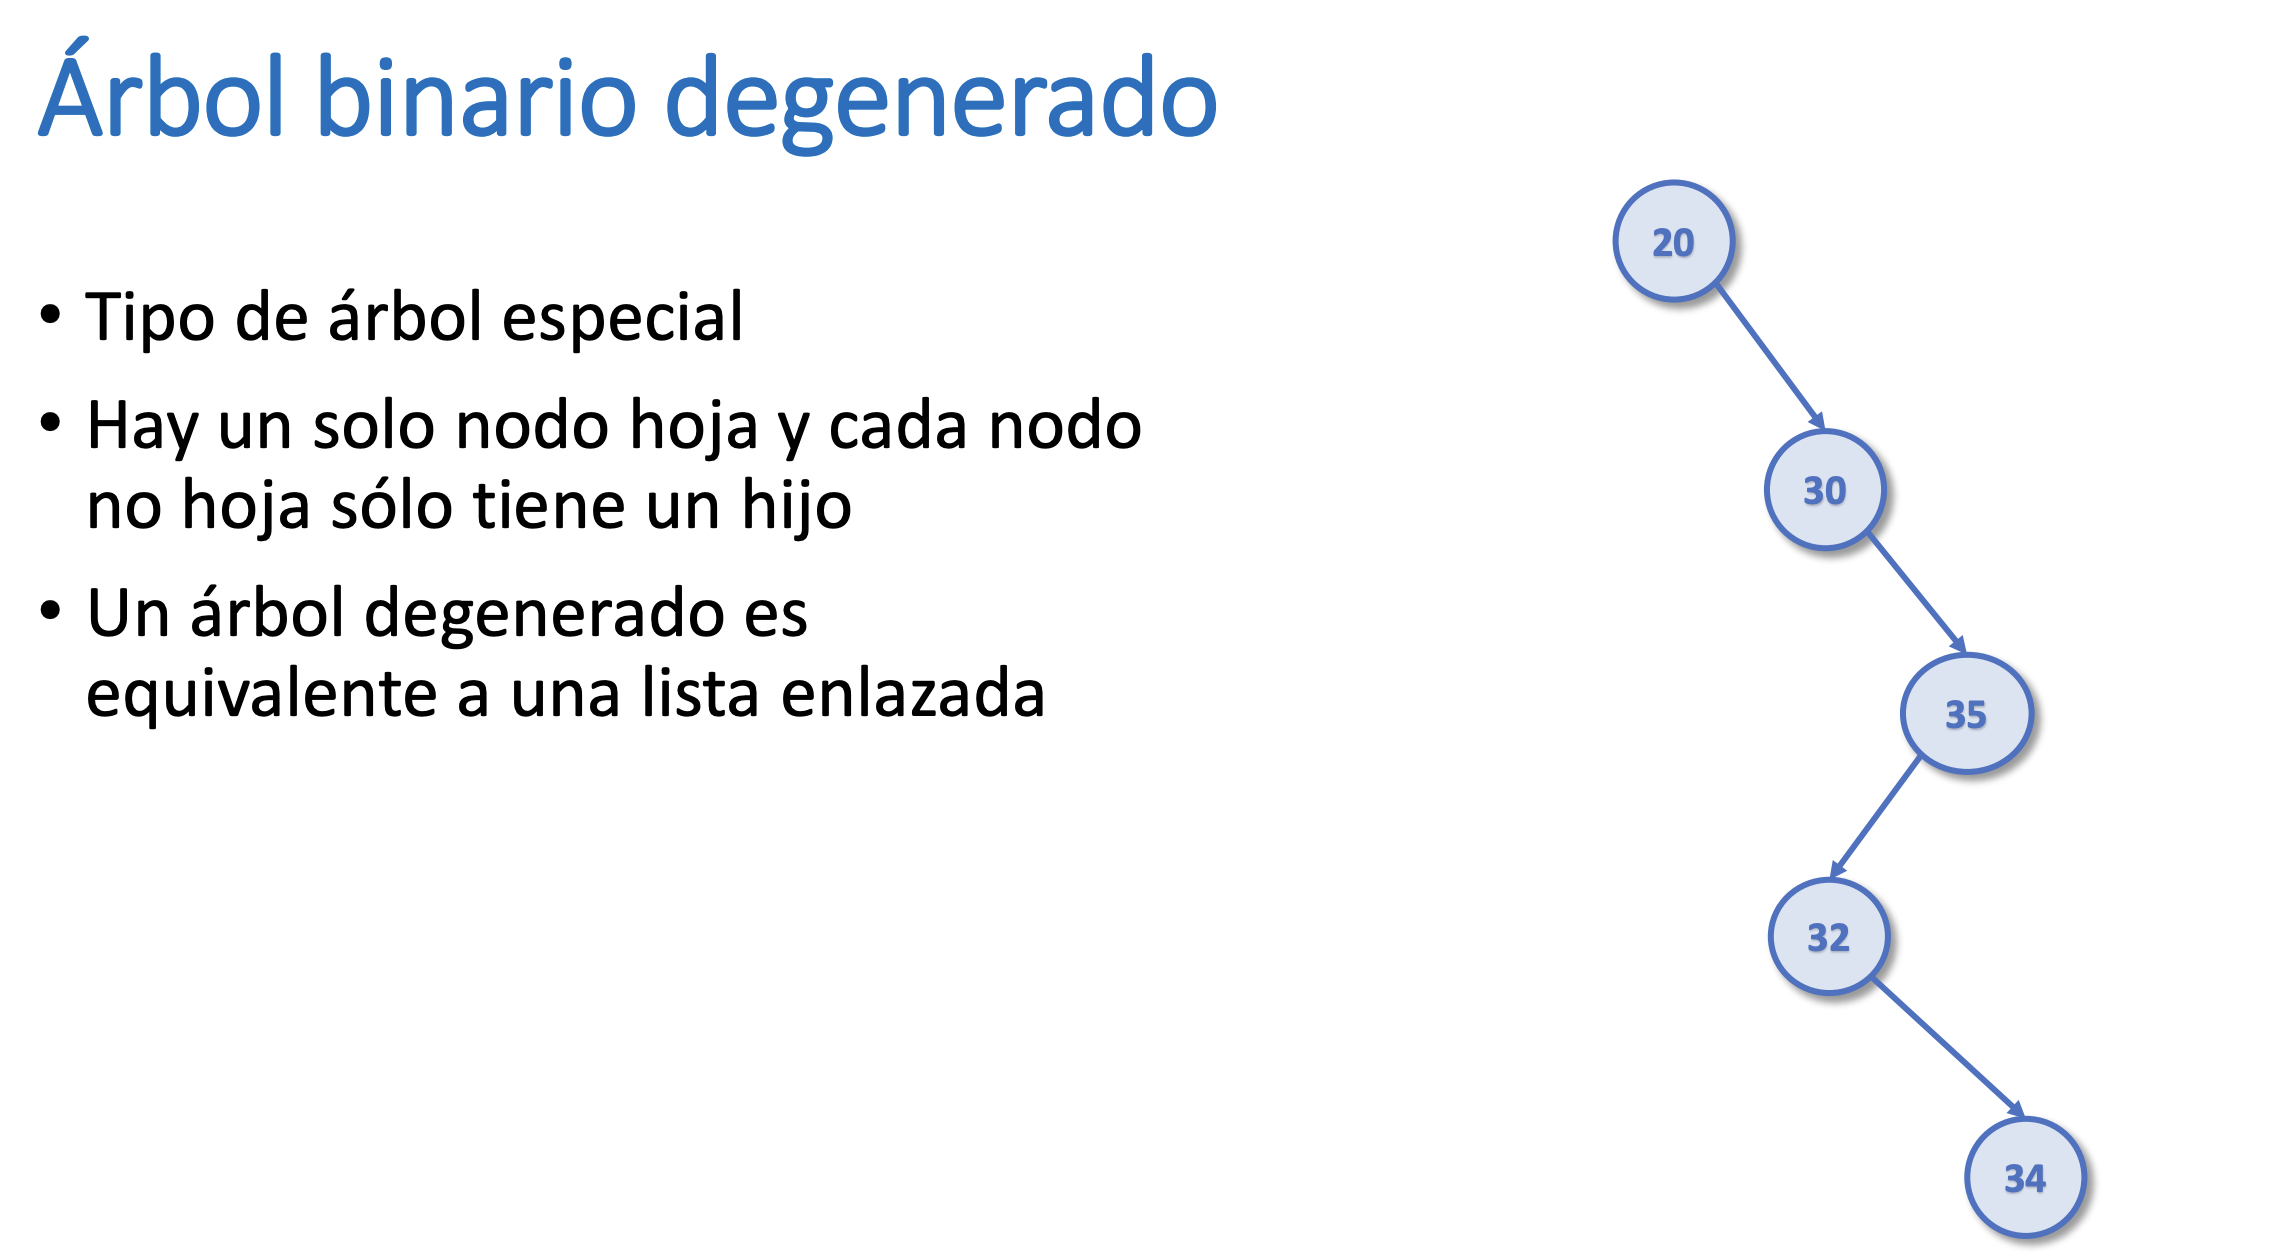 Árbol binario degenerado
• Tipo de árbol especial
• Hay un solo nodo hoja y cada nodo
no hoja sólo tiene un hijo
• Un árbol degenerado es
equivalente a una lista enlazada
20
30
35
32
34